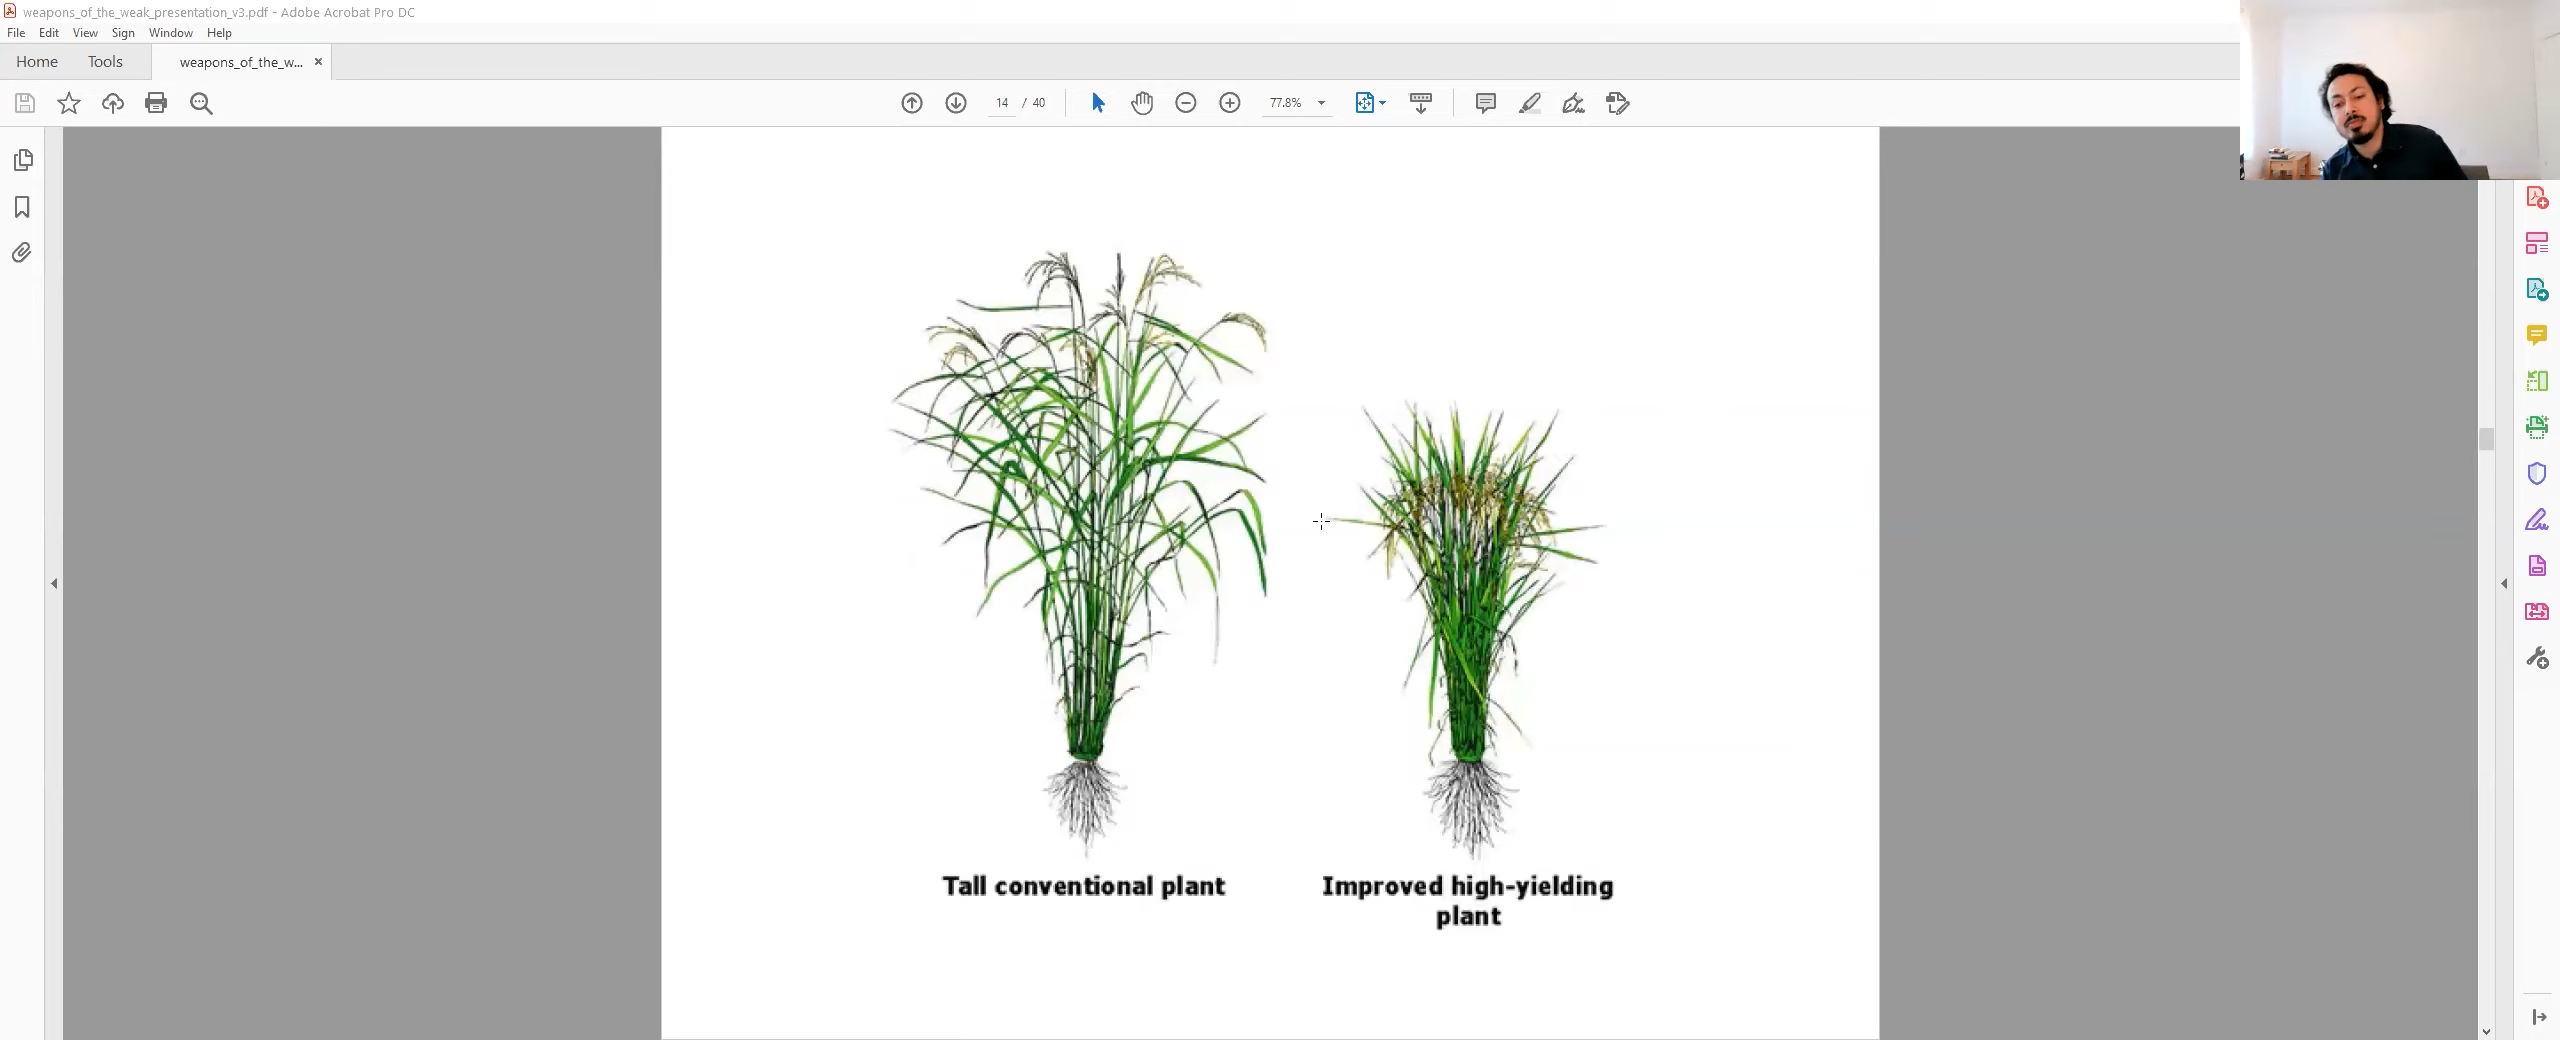 weapons_of_the_weak_presentation_v3.pdf - Adobe Acrobat Pro DC
File Edit View Sign Window Help
Home Tools weapons_of_the_w... ×
14 / 40 77.8%
Tall conventional plant
Improved high-yielding
plant